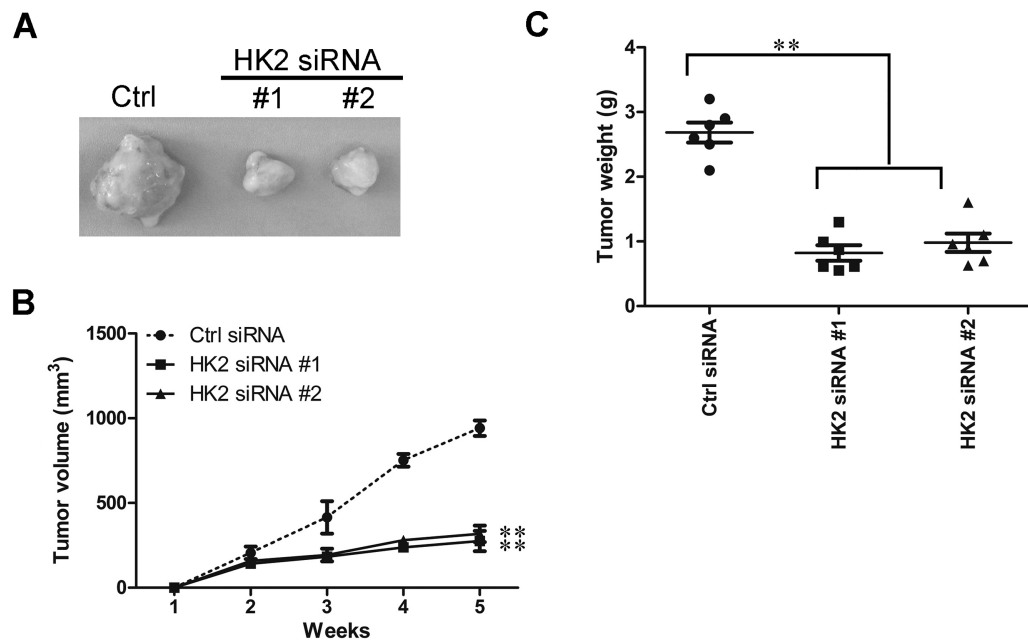 A
HK2 siRNA
Ctrl #1 #2
B
1500
1000
500
0
Tumor volume (mm³)
Ctrl siRNA
HK2 siRNA #1
HK2 siRNA #2
**
**
1 2 3 4 5
Weeks
C
4
3
2
1
0
Tumor weight (g)
**
Ctrl siRNA
HK2 siRNA #1
HK2 siRNA #2